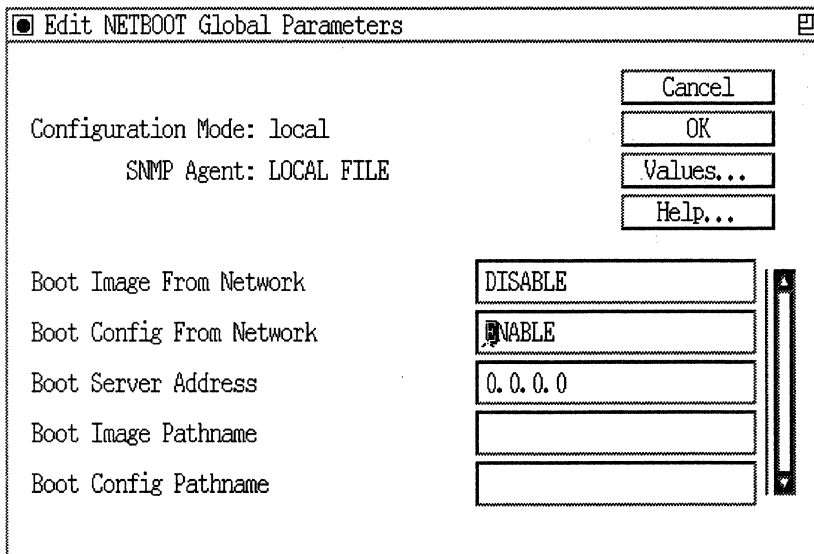 Edit NETBOOT Global Parameters
Cancel
Configuration Mode: local
OK
SNMP Agent: LOCAL FILE
Values...
Help...
Boot Image From Network
DISABLE
Boot Config From Network
ENABLE
Boot Server Address
0.0.0.0
Boot Image Pathname
Boot Config Pathname